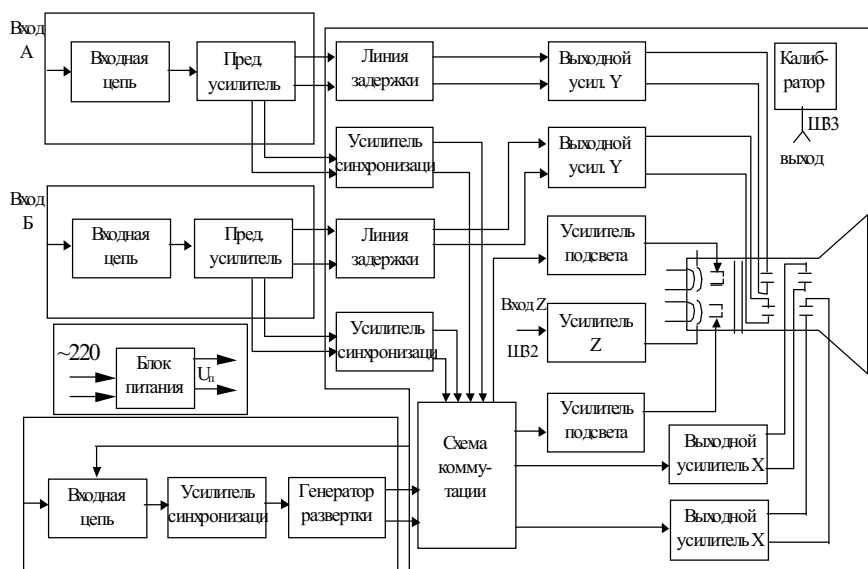 Вход
А
Входная
цепь
Пред.
усилитель
Линия
задержки
Выходной
усил. Y
Калиб-
ратор
Ш33
выход
Усилитель
синхронизаци
Выходной
усил. Y
Вход
Б
Входная
цепь
Пред.
усилитель
Линия
задержки
Усилитель
подсвета
Вход Z
Ш32
Усилитель
Z
~220
Блок
питания
Uп
Усилитель
синхронизаци
Усилитель
подсвета
Схема
комму-
тации
Выходной
усилитель X
Входная
цепь
Усилитель
синхронизаци
Генератор
развертки
Выходной
усилитель X